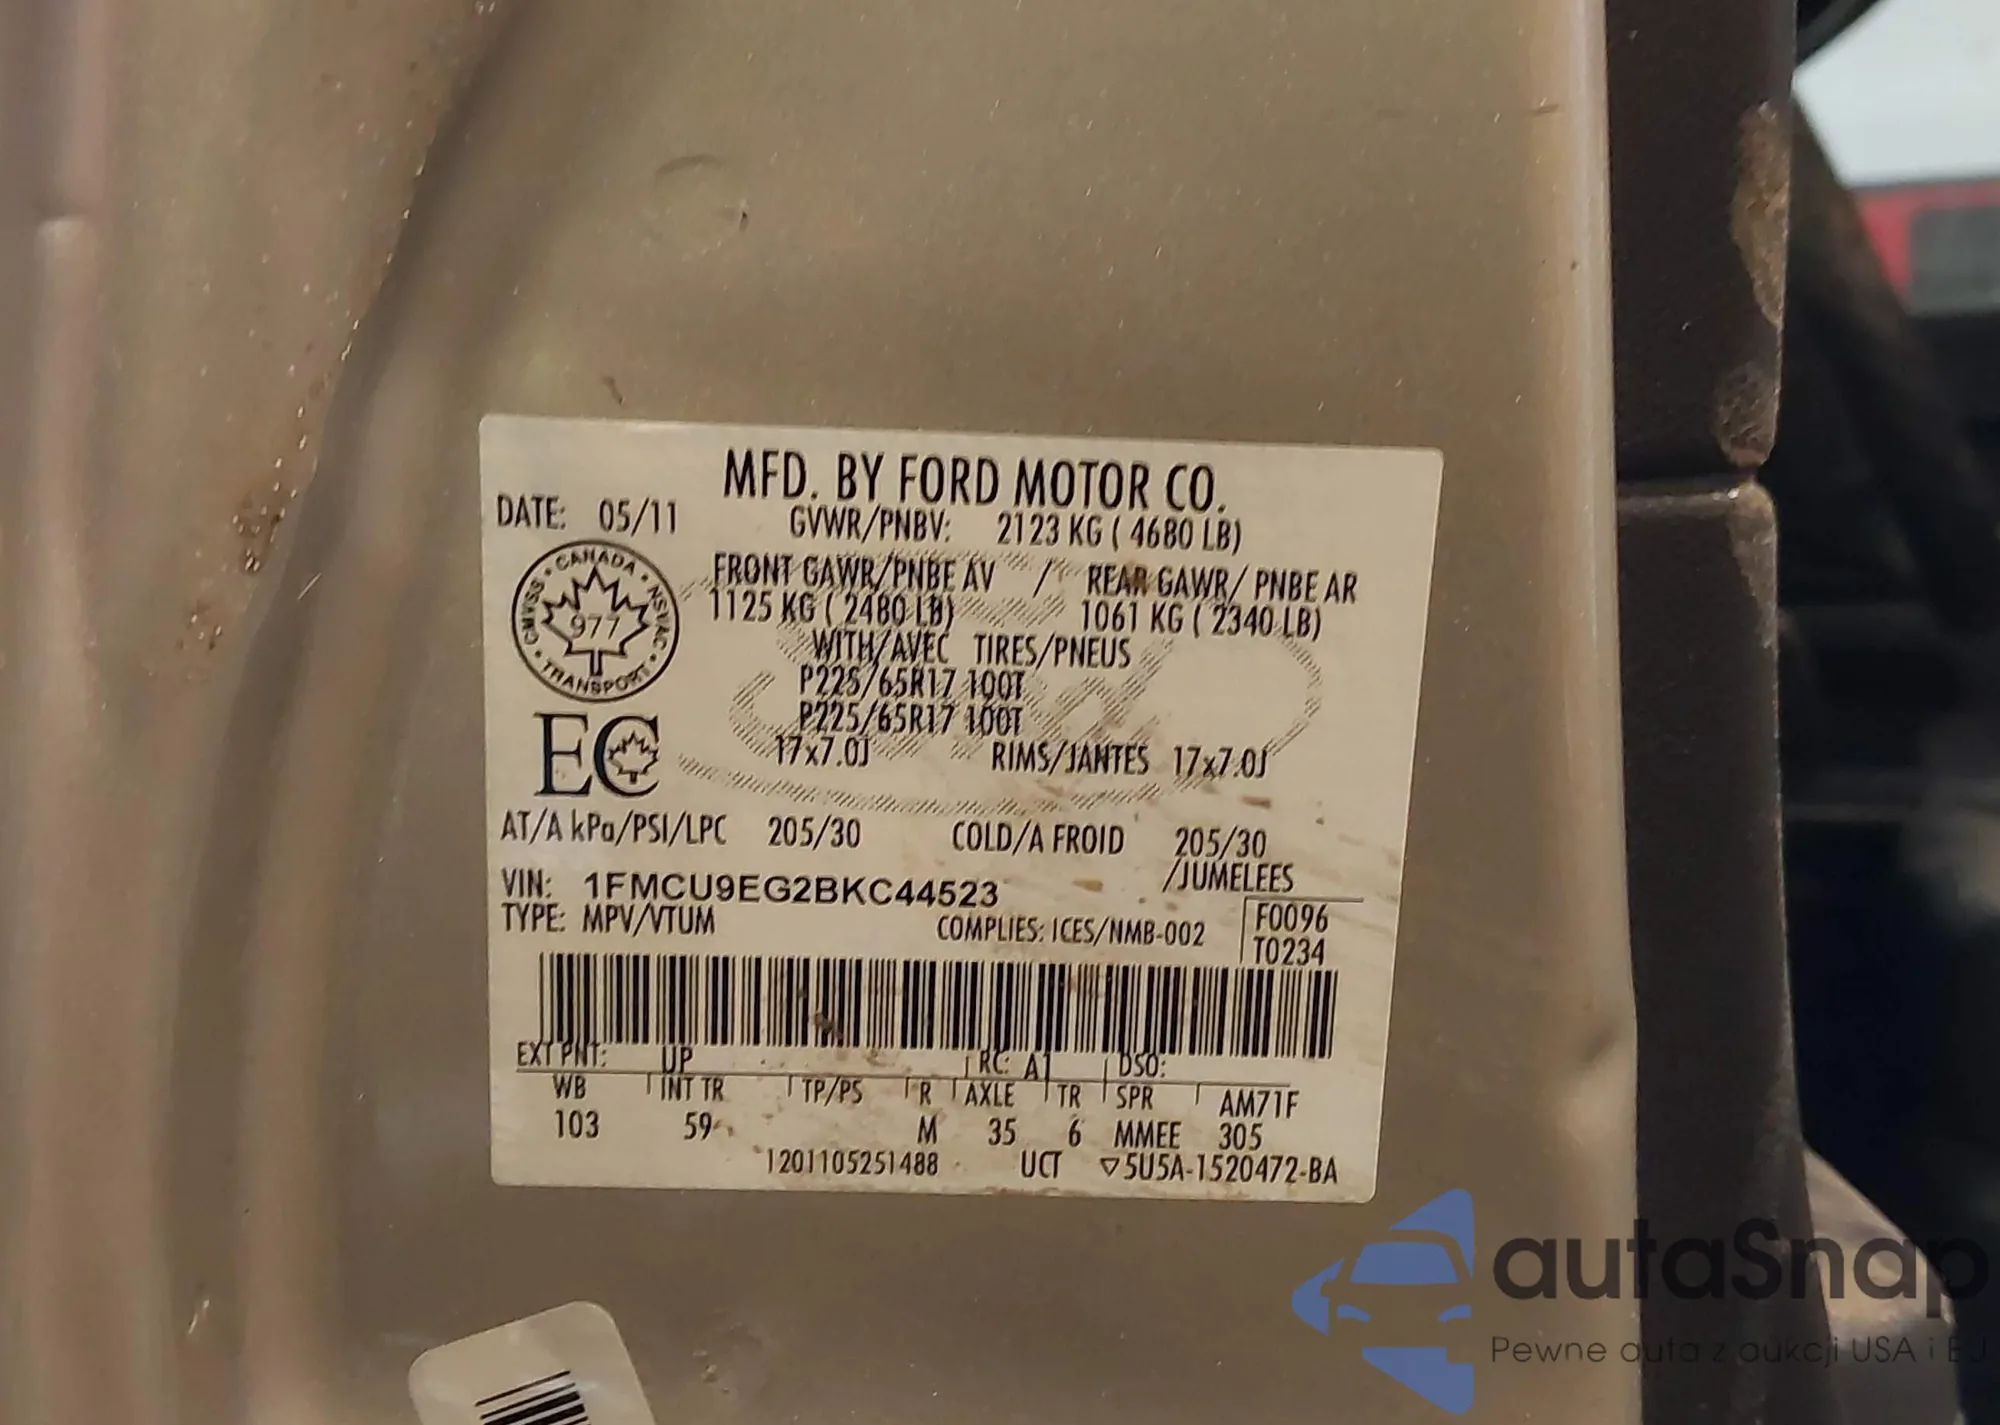 MFD. BY FORD MOTOR CO.
DATE: 05/11
GVWR/PNBV: 2123 KG ( 4680 LB)
FRONT GAWR/PNBE AV / REAR GAWR/ PNBE AR
1125 KG ( 2480 LB) 1061 KG ( 2340 LB)
WITH/AVEC TIRES/PNEUS
P225/65R17 100T
P225/65R17 100T
17x7.0J RIMS/JANTES 17x7.0J
CANADA · NSVAC · TRANSPORT · CMVSS ·
977
EC
AT/A kPa/PSI/LPC 205/30 COLD/A FROID 205/30
/JUMELEES
VIN: 1FMCU9EG2BKC44523
TYPE: MPV/VTUM COMPLIES: ICES/NMB-002
F0096
T0234
EXT PNT: UP RC: A1 DSO:
WB INT TR TP/PS R AXLE TR SPR AM71F
103 59 M 35 6 MMEE 305
1201105251488 UCT ▽5U5A-1520472-BA
autaSnap
Pewne auta z aukcji USA i EU